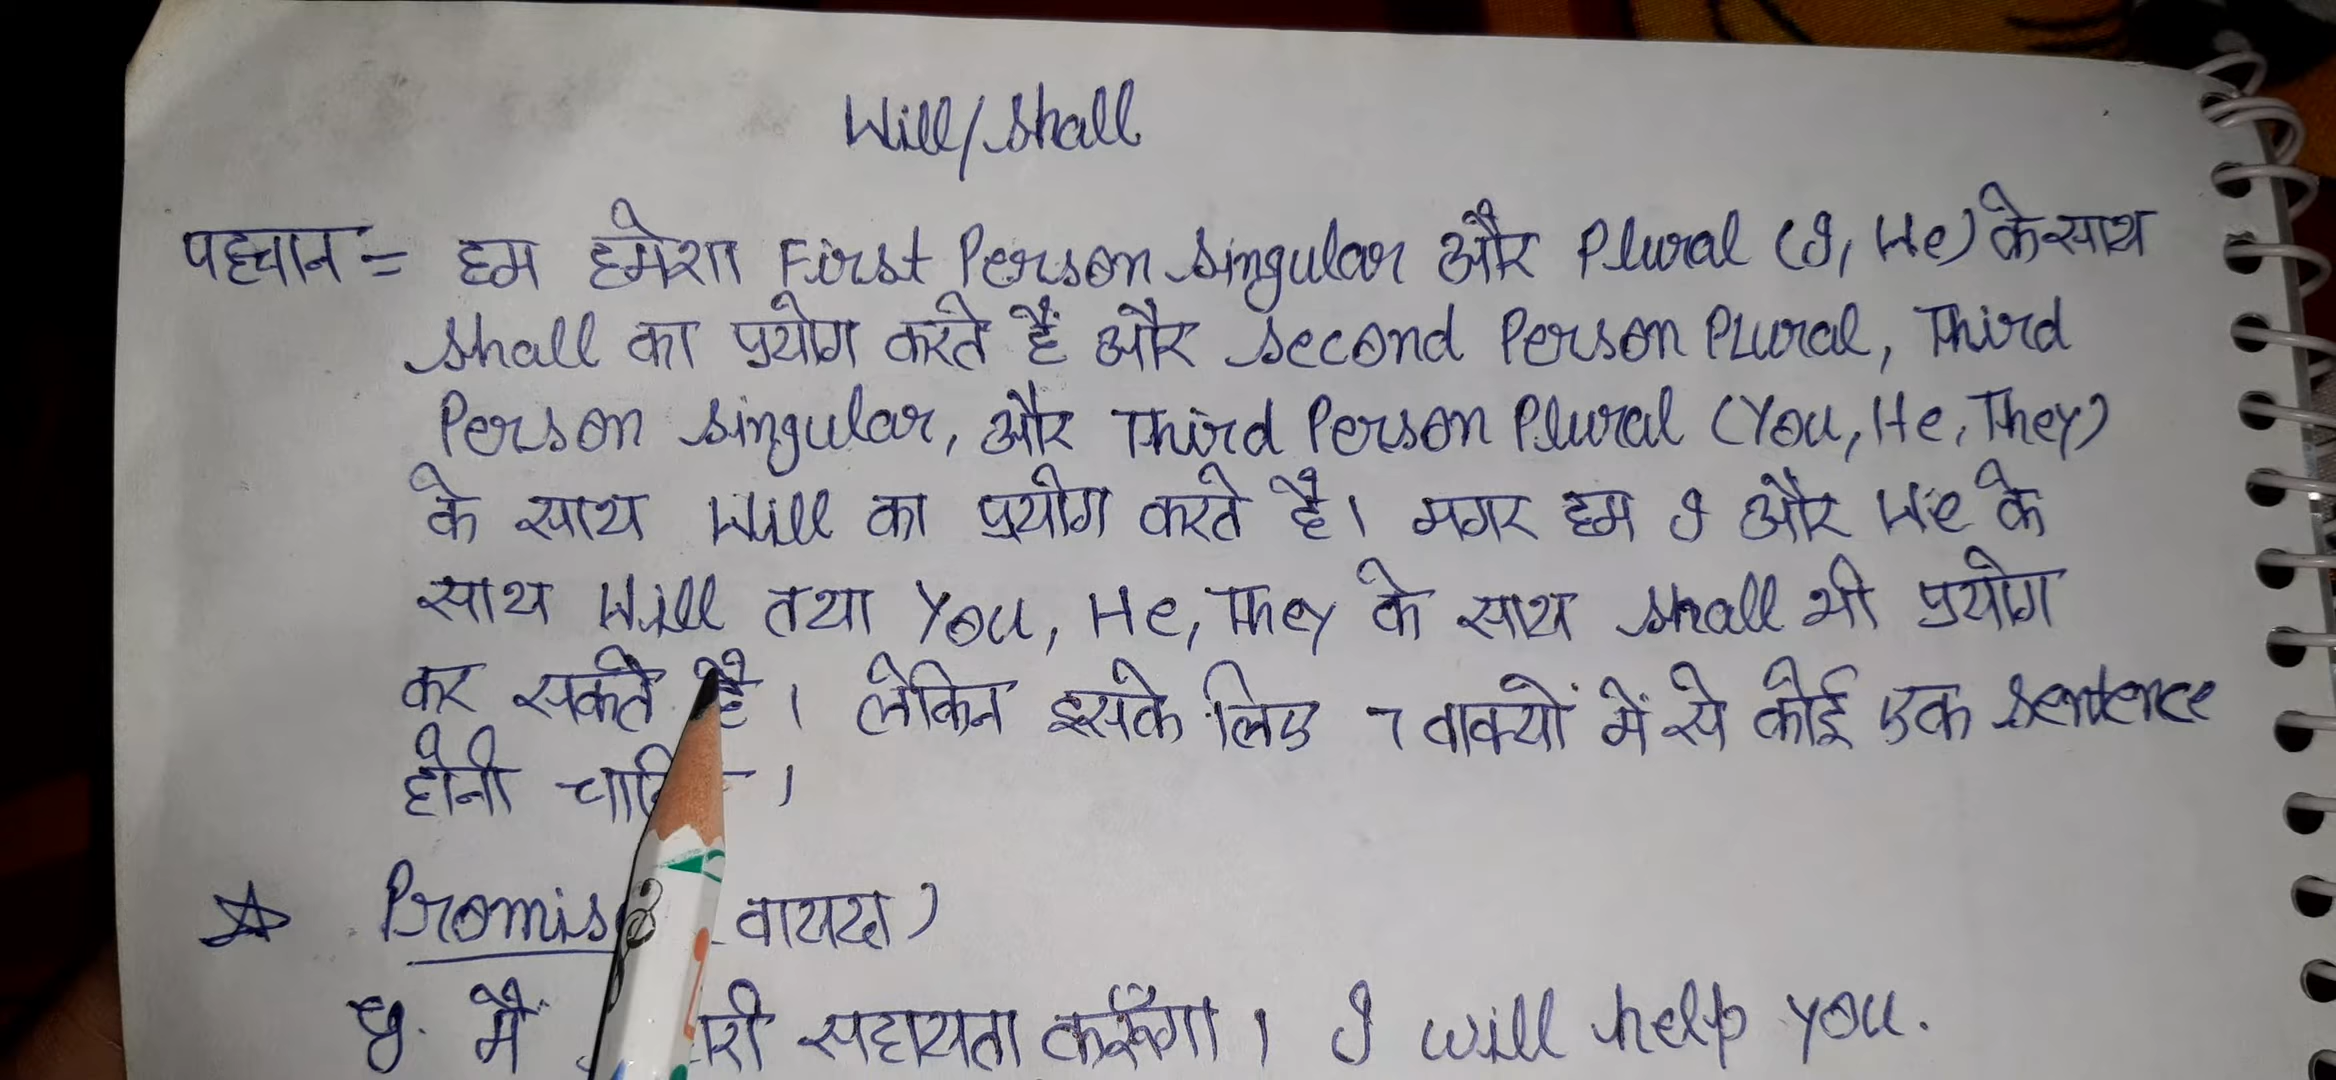 Will/Shall
पहचान = हम हमेशा First Person Singular और Plural (I, We) के साथ
Shall का प्रयोग करते हैं और Second Person Plural, Third
Person Singular, और Third Person Plural (You, He, They)
के साथ Will का प्रयोग करते है। मगर हम I और We के
साथ Will तथा You, He, They के साथ Shall भी प्रयोग
कर सकते है। लेकिन इसके लिए 7 वाक्यों में से कोई एक Sentence
होनी
Promise वायदा)
मैं सहायता करूँगा। I will help you.